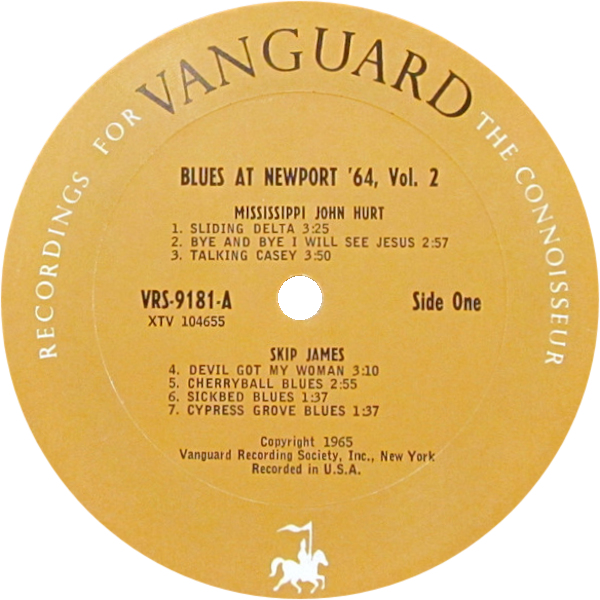 RECORDINGS FOR VANGUARD THE CONNOISSEUR
BLUES AT NEWPORT '64, Vol. 2
MISSISSIPPI JOHN HURT
1. SLIDING DELTA 3:25
2. BYE AND BYE I WILL SEE JESUS 2:57
3. TALKING CASEY 3:50
VRS-9181-A Side One
XTV 104655
SKIP JAMES
4. DEVIL GOT MY WOMAN 3:10
5. CHERRYBALL BLUES 2:55
6. SICKBED BLUES 1:37
7. CYPRESS GROVE BLUES 1:37
Copyright 1965
Vanguard Recording Society, Inc., New York
Recorded in U.S.A.